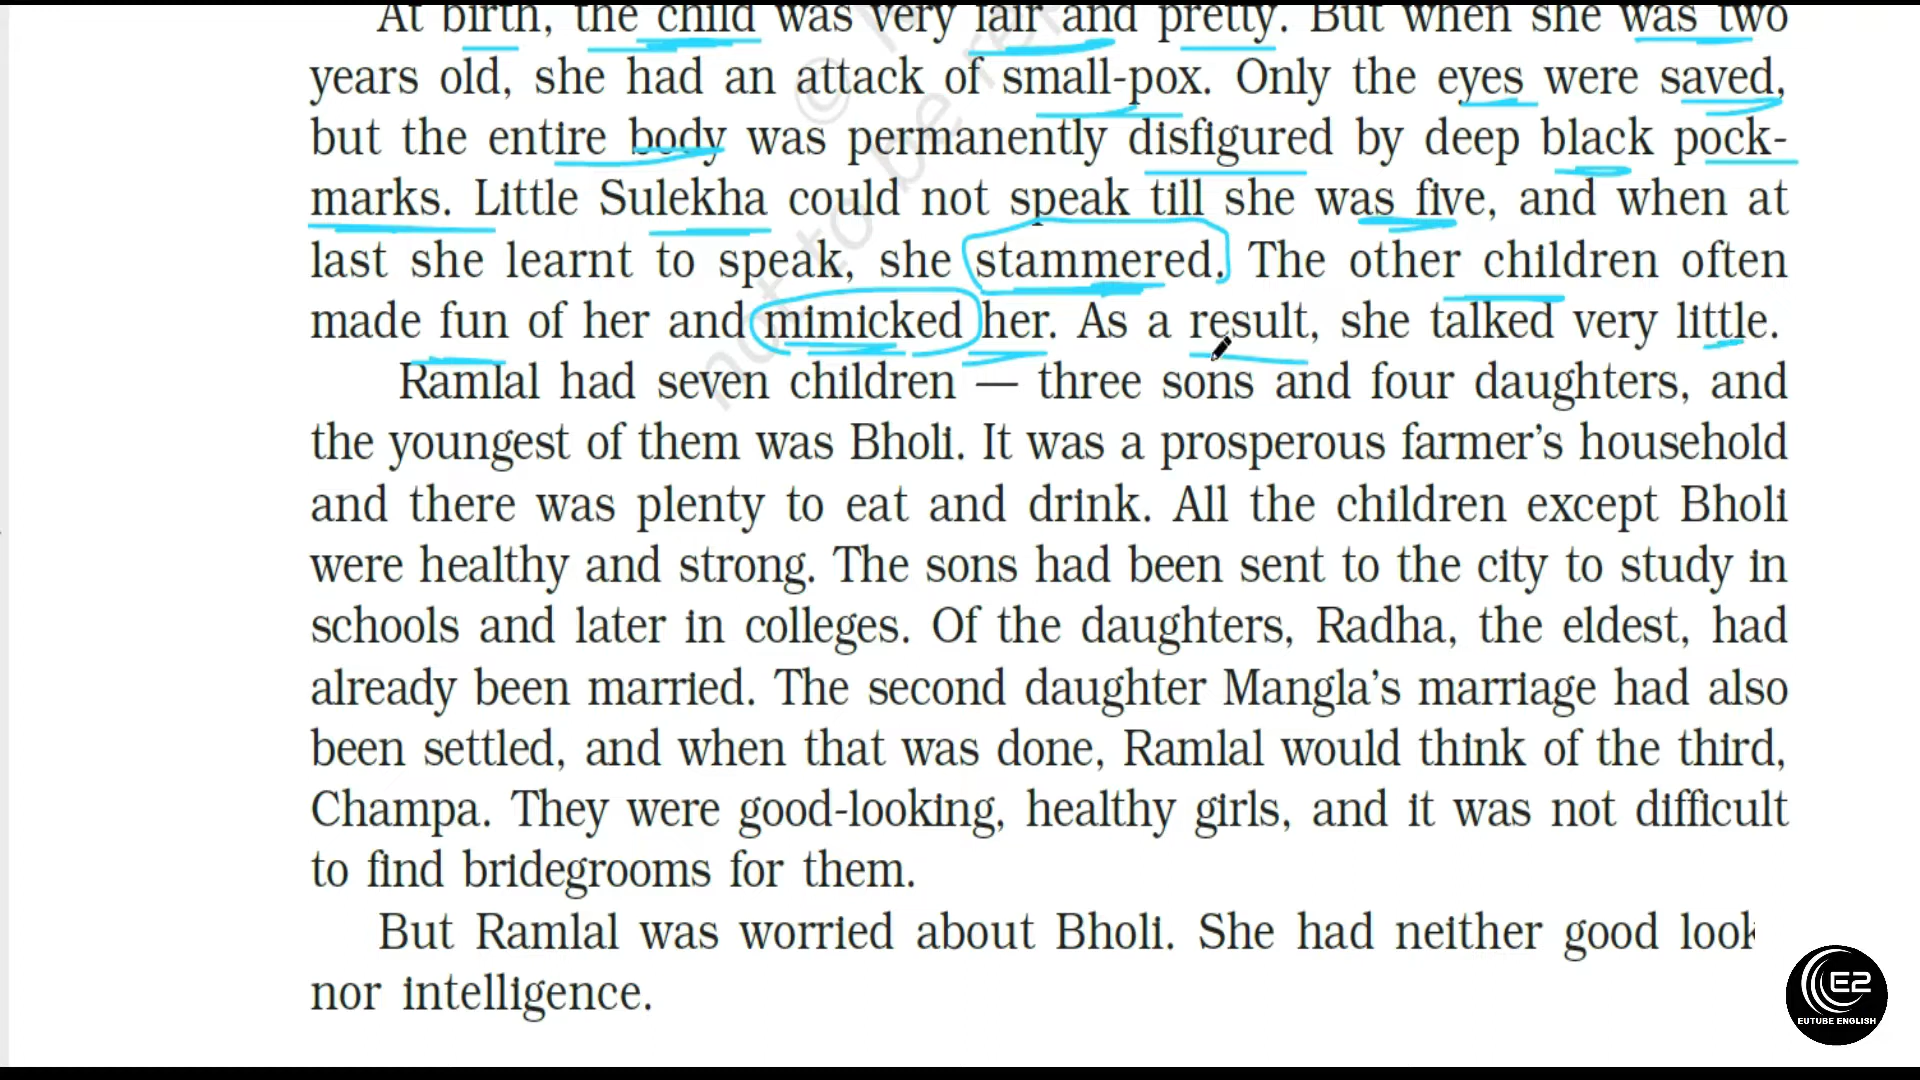 At birth, the child was very fair and pretty. But when she was two
years old, she had an attack of small-pox. Only the eyes were saved,
but the entire body was permanently disfigured by deep black pock-
marks. Little Sulekha could not speak till she was five, and when at
last she learnt to speak, she stammered. The other children often
made fun of her and mimicked her. As a result, she talked very little.
Ramlal had seven children — three sons and four daughters, and
the youngest of them was Bholi. It was a prosperous farmer's household
and there was plenty to eat and drink. All the children except Bholi
were healthy and strong. The sons had been sent to the city to study in
schools and later in colleges. Of the daughters, Radha, the eldest, had
already been married. The second daughter Mangla's marriage had also
been settled, and when that was done, Ramlal would think of the third,
Champa. They were good-looking, healthy girls, and it was not difficult
to find bridegrooms for them.
But Ramlal was worried about Bholi. She had neither good look
nor intelligence.
E2
EUTUBE ENGLISH
© 
not to be rep